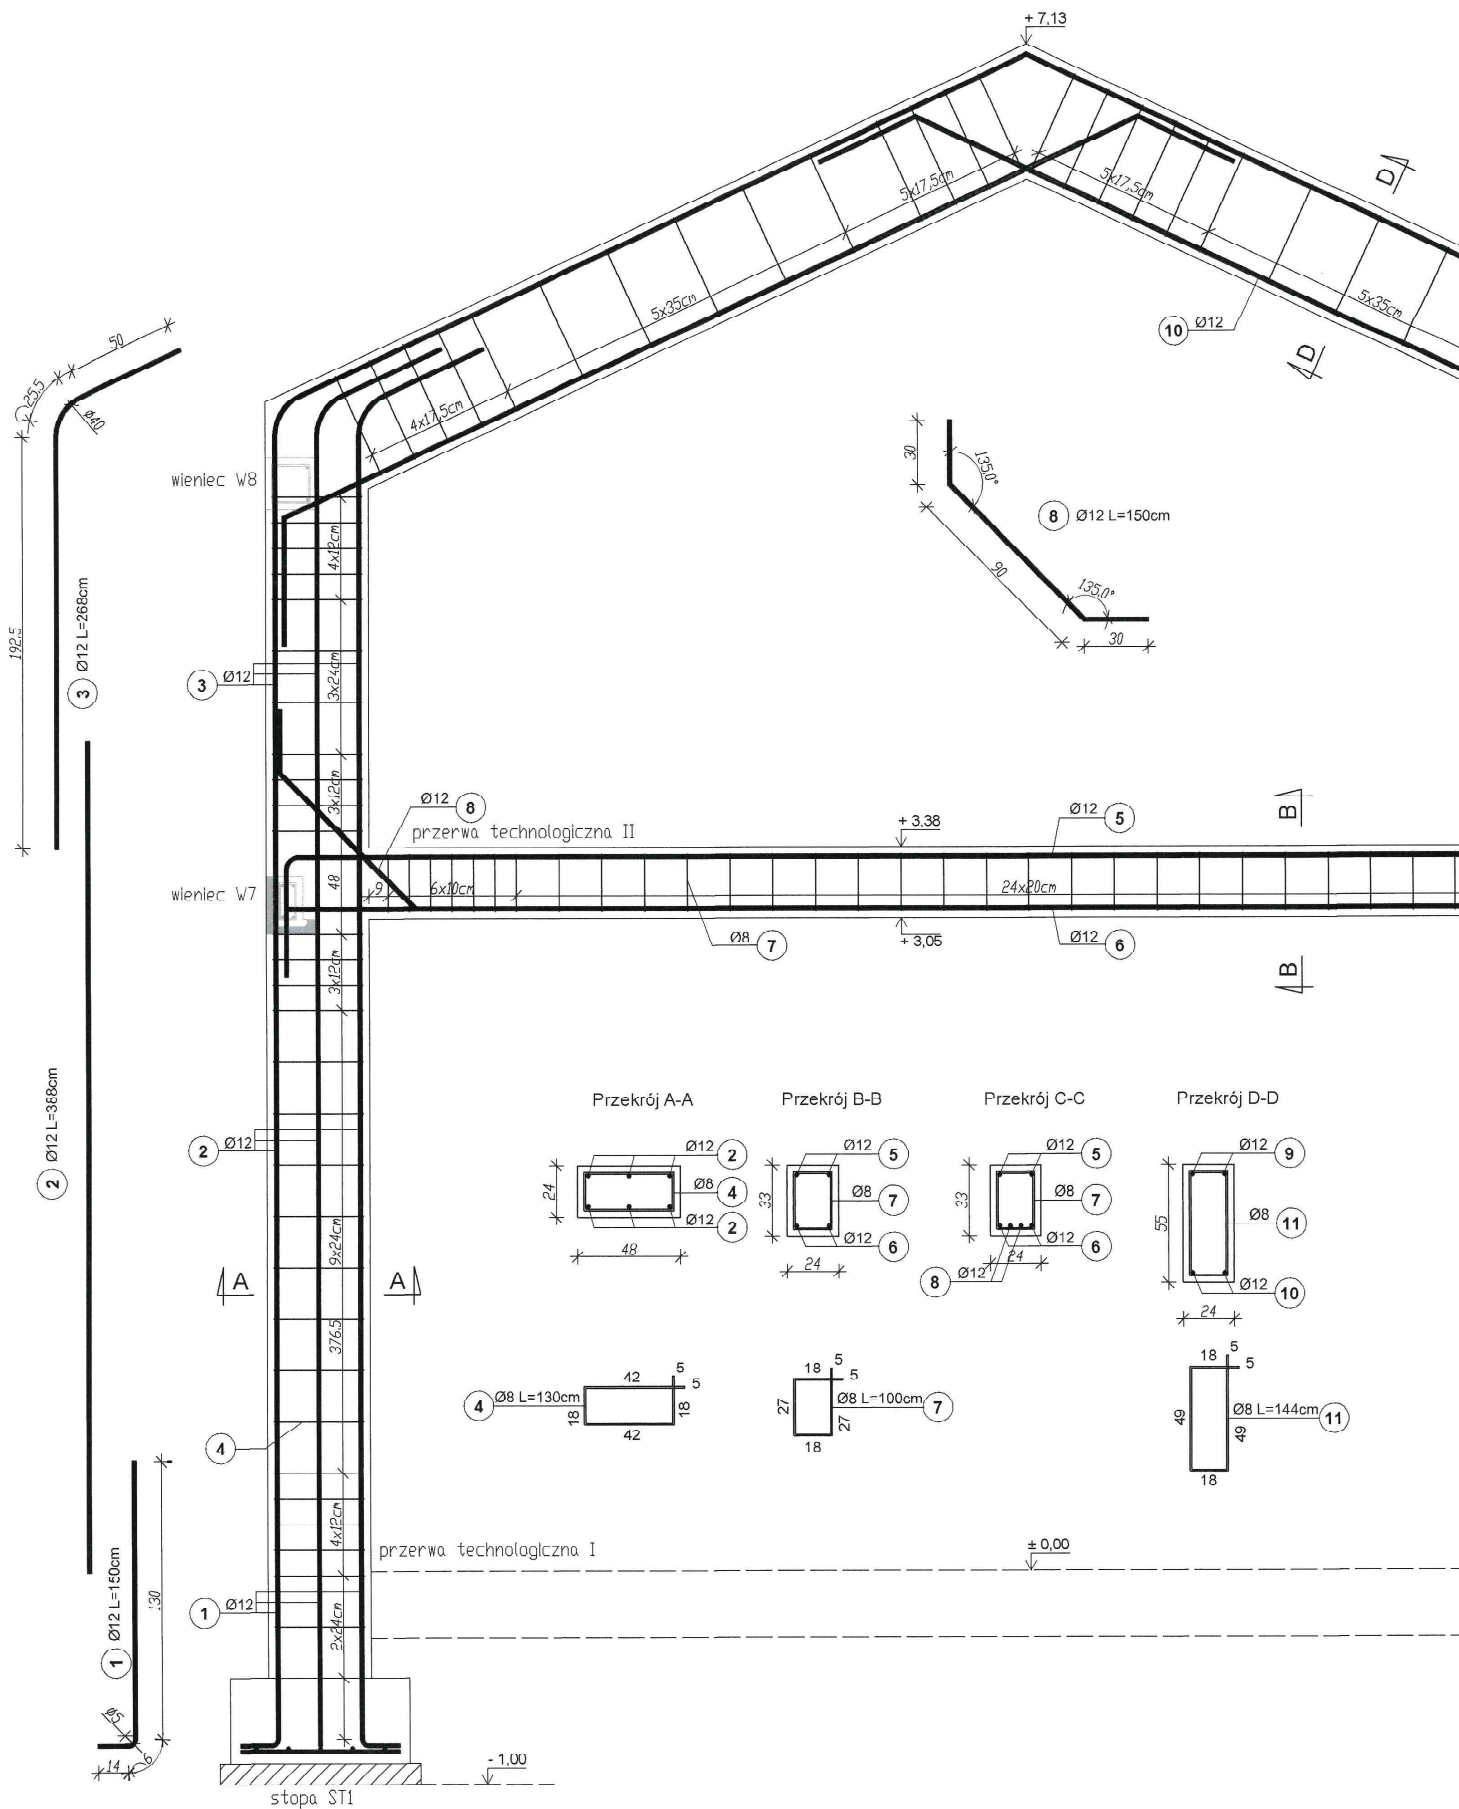 + 7,13
D
5x17,5cm
5x17,5cm
5x35cm
5x35cm
10 Ø12
D
50
25,5
Ø40
4x17,5cm
wieniec W8
30
135,0°
8 Ø12 L=150cm
90
135,0°
30
4x12cm
192,5
3 Ø12 L=268cm
3 Ø12
3x24cm
3x12cm
Ø12 8
przerwa technologiczna II
+ 3,38
Ø12 5
B
wieniec W7
48
9
6x10cm
24x20cm
Ø8 7
+ 3,05
Ø12 6
B
3x12cm
2 Ø12 L=388cm
2 Ø12
Przekrój A-A
Przekrój B-B
Przekrój C-C
Przekrój D-D
Ø12 2
Ø8 4
Ø12 2
24
48
Ø12 5
Ø8 7
Ø12 6
33
24
Ø12 5
Ø8 7
Ø12 6
8 Ø12
33
24
Ø12 9
Ø8 11
Ø12 10
55
24
9x24cm
A
A
376,5
4 Ø8 L=130cm
42
5
5
18
18
42
18
5
5
27
Ø8 L=100cm 7
27
18
18
5
5
49
Ø8 L=144cm 11
49
18
4
4x12cm
przerwa technologiczna I
± 0,00
1 Ø12 L=150cm
130
1 Ø12
2x24cm
Ø5
14
6
- 1,00
stopa ST1